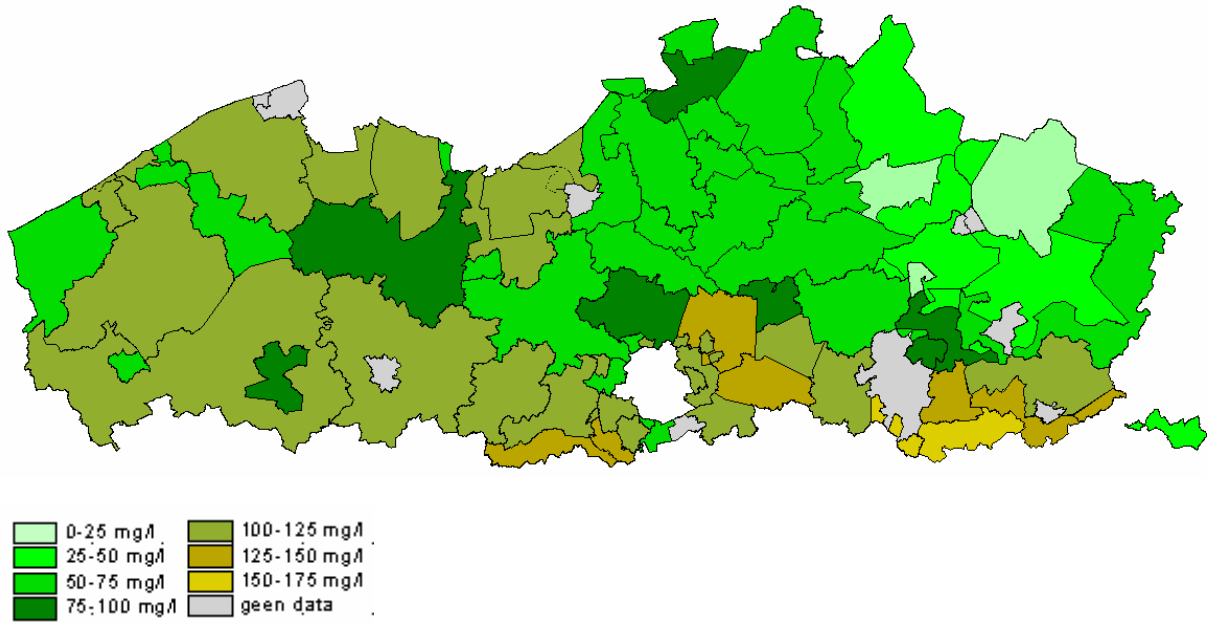 0-25 mg/l
25-50 mg/l
50-75 mg/l
75-100 mg/l
100-125 mg/l
125-150 mg/l
150-175 mg/l
geen data